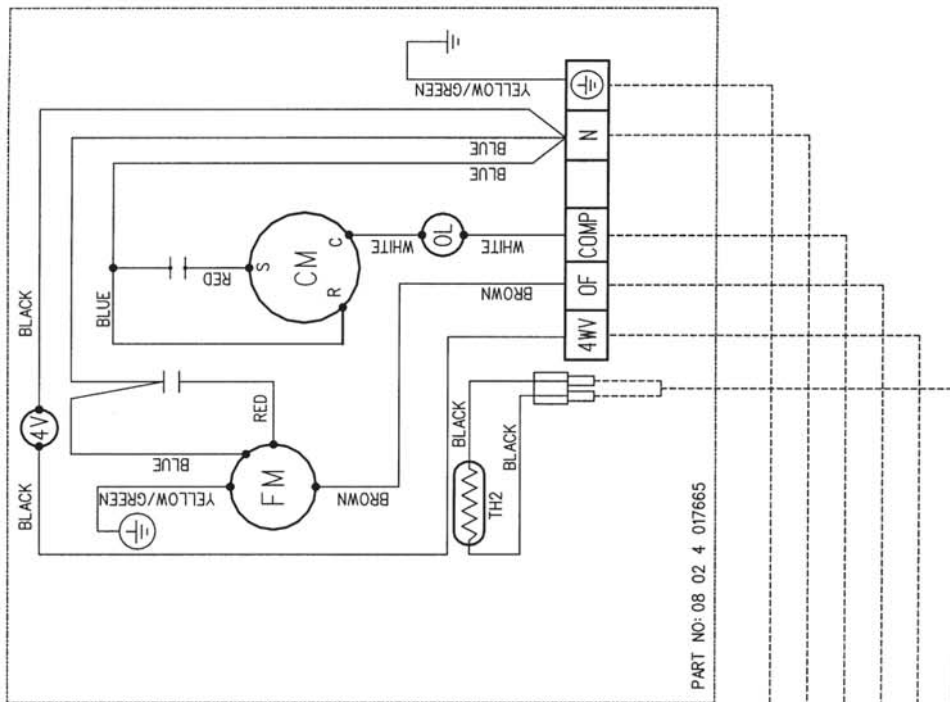 YELLOW/GREEN
N
BLUE
BLUE
COMP
WHITE
OL
WHITE
C
CM
S
R
RED
BLUE
BLACK
OF
BROWN
4WV
4V
BLACK
RED
BLUE
FM
YELLOW/GREEN
BROWN
BLACK
BLACK
TH2
PART NO: 08 02 4 017665